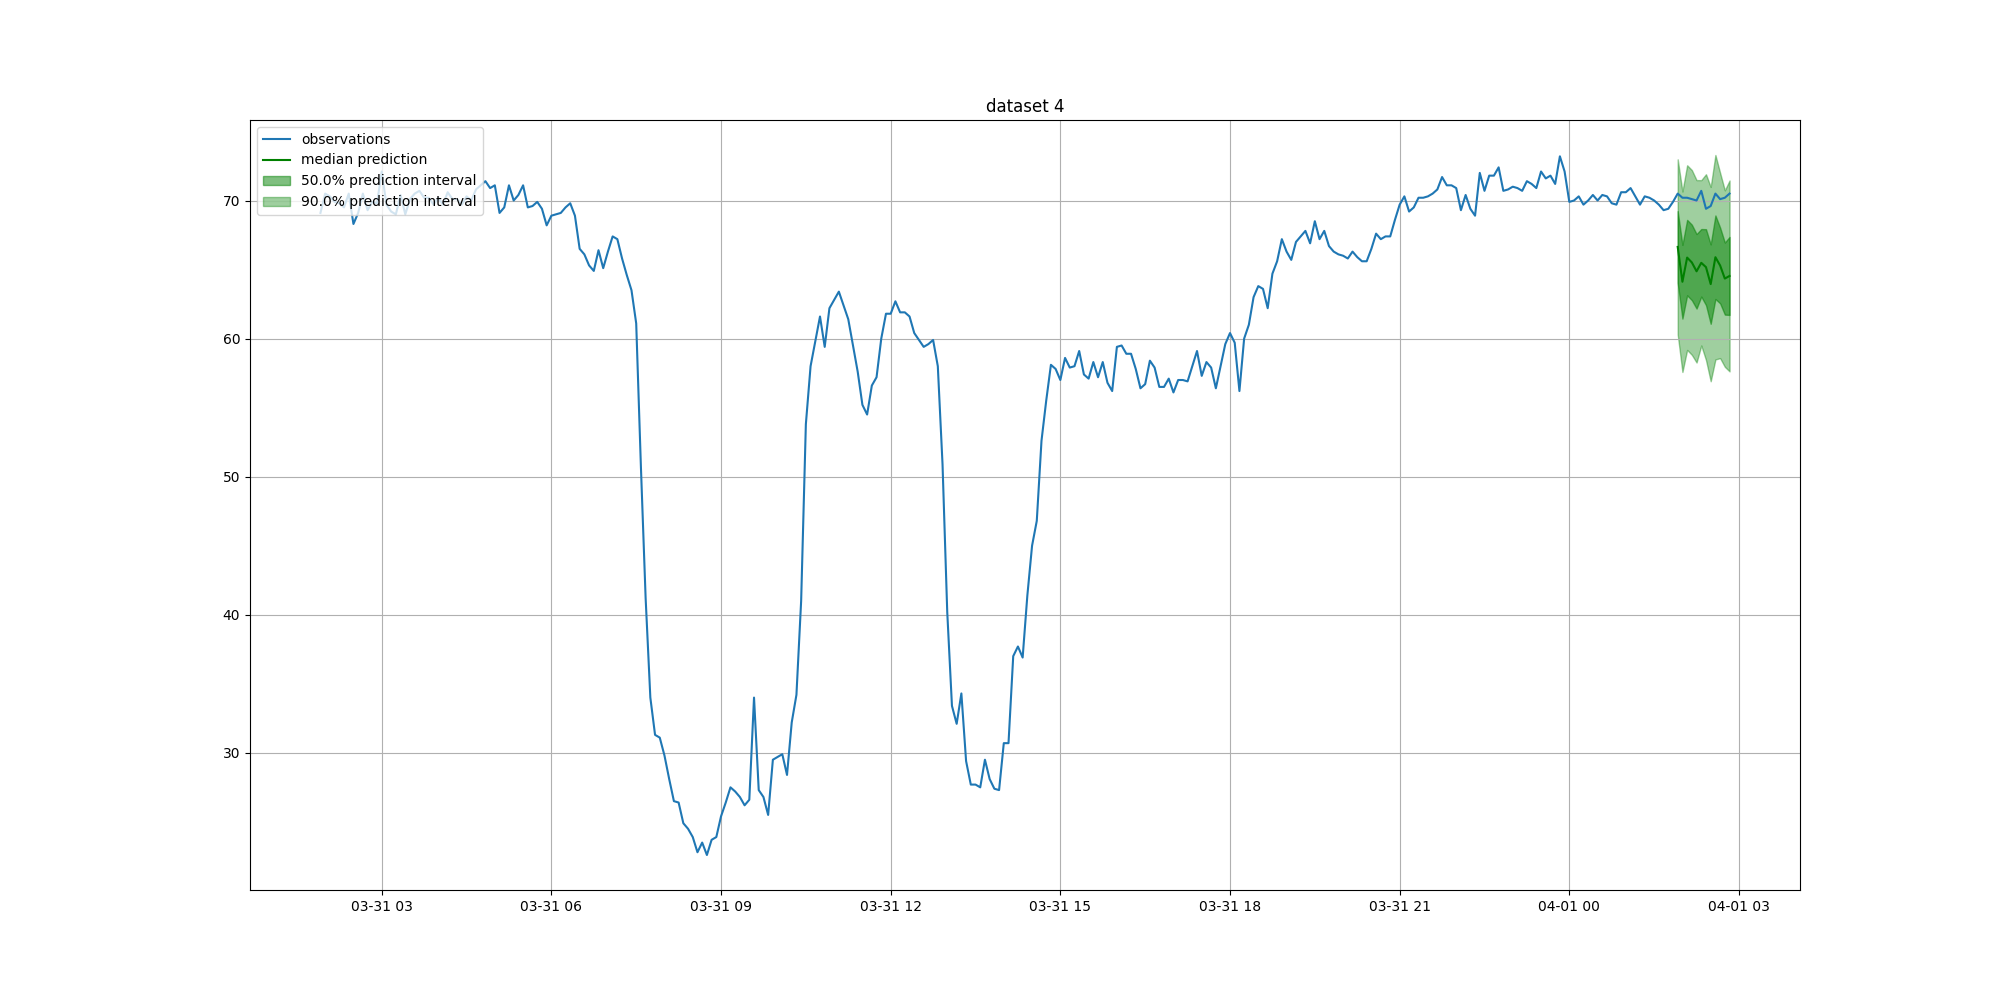 dataset 4
observations
median prediction
50.0% prediction interval
90.0% prediction interval
70
60
50
40
30
03-31 03
03-31 06
03-31 09
03-31 12
03-31 15
03-31 18
03-31 21
04-01 00
04-01 03